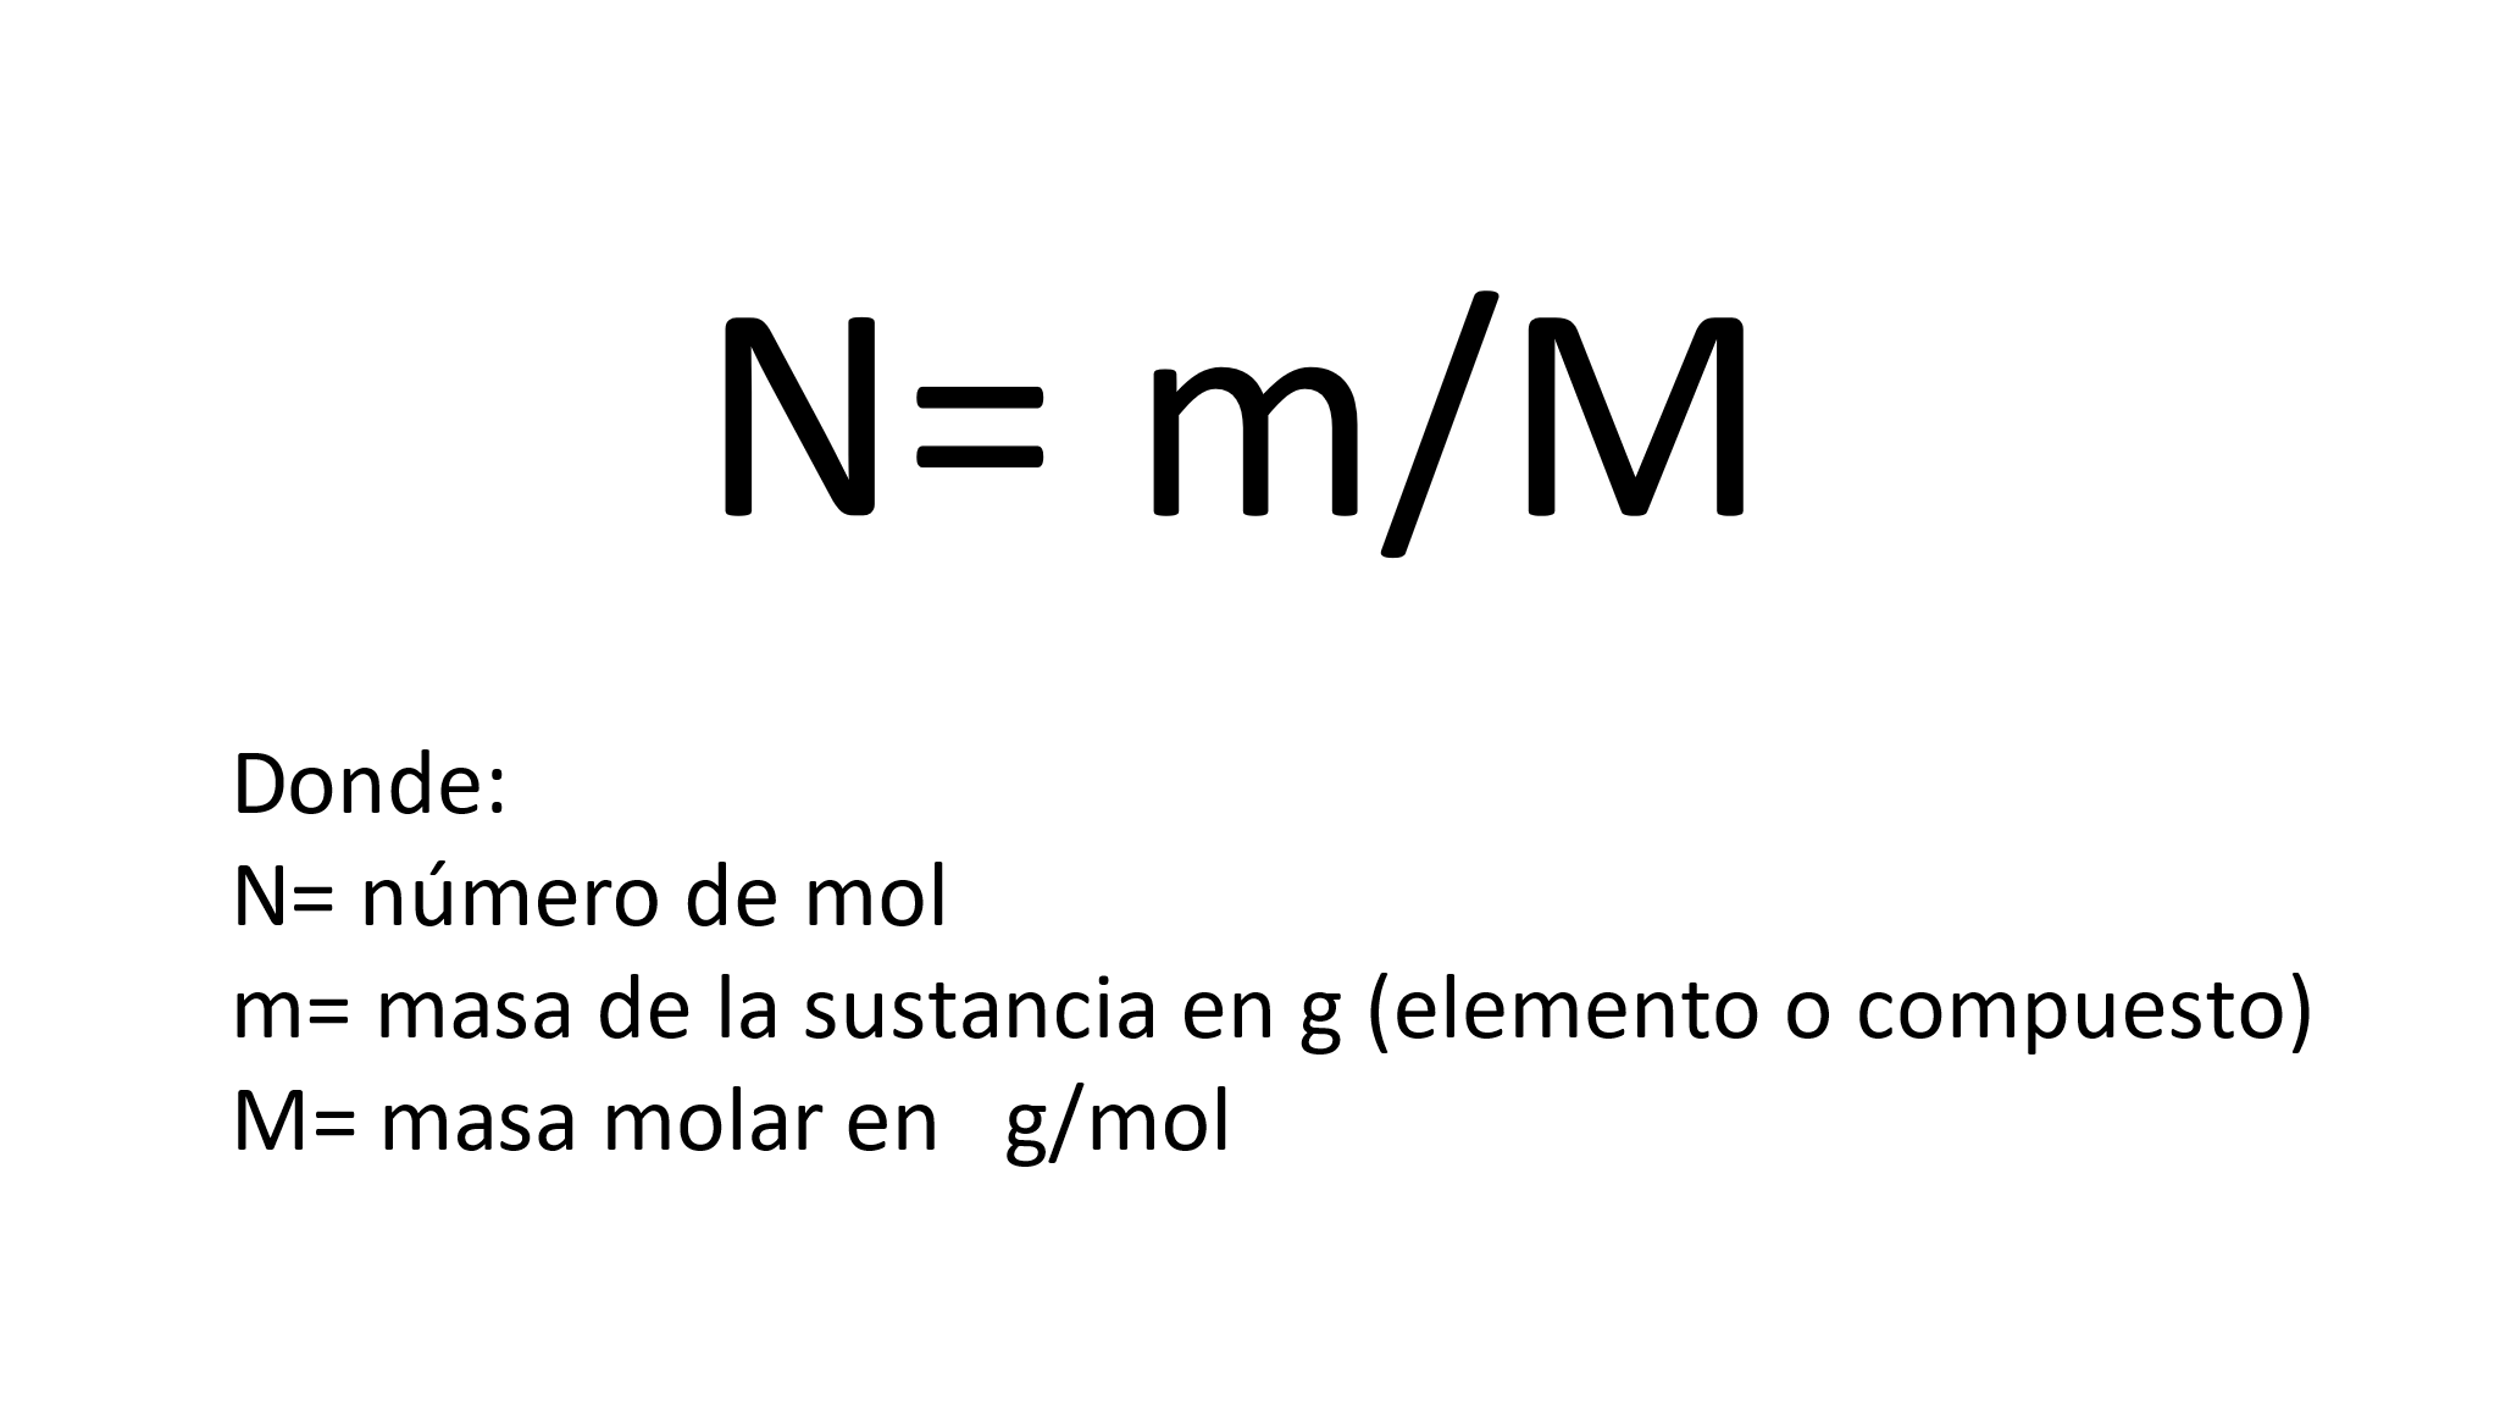 N= m/M
Donde:
N= número de mol
m= masa de la sustancia en g (elemento o compuesto)
M= masa molar en  g/mol